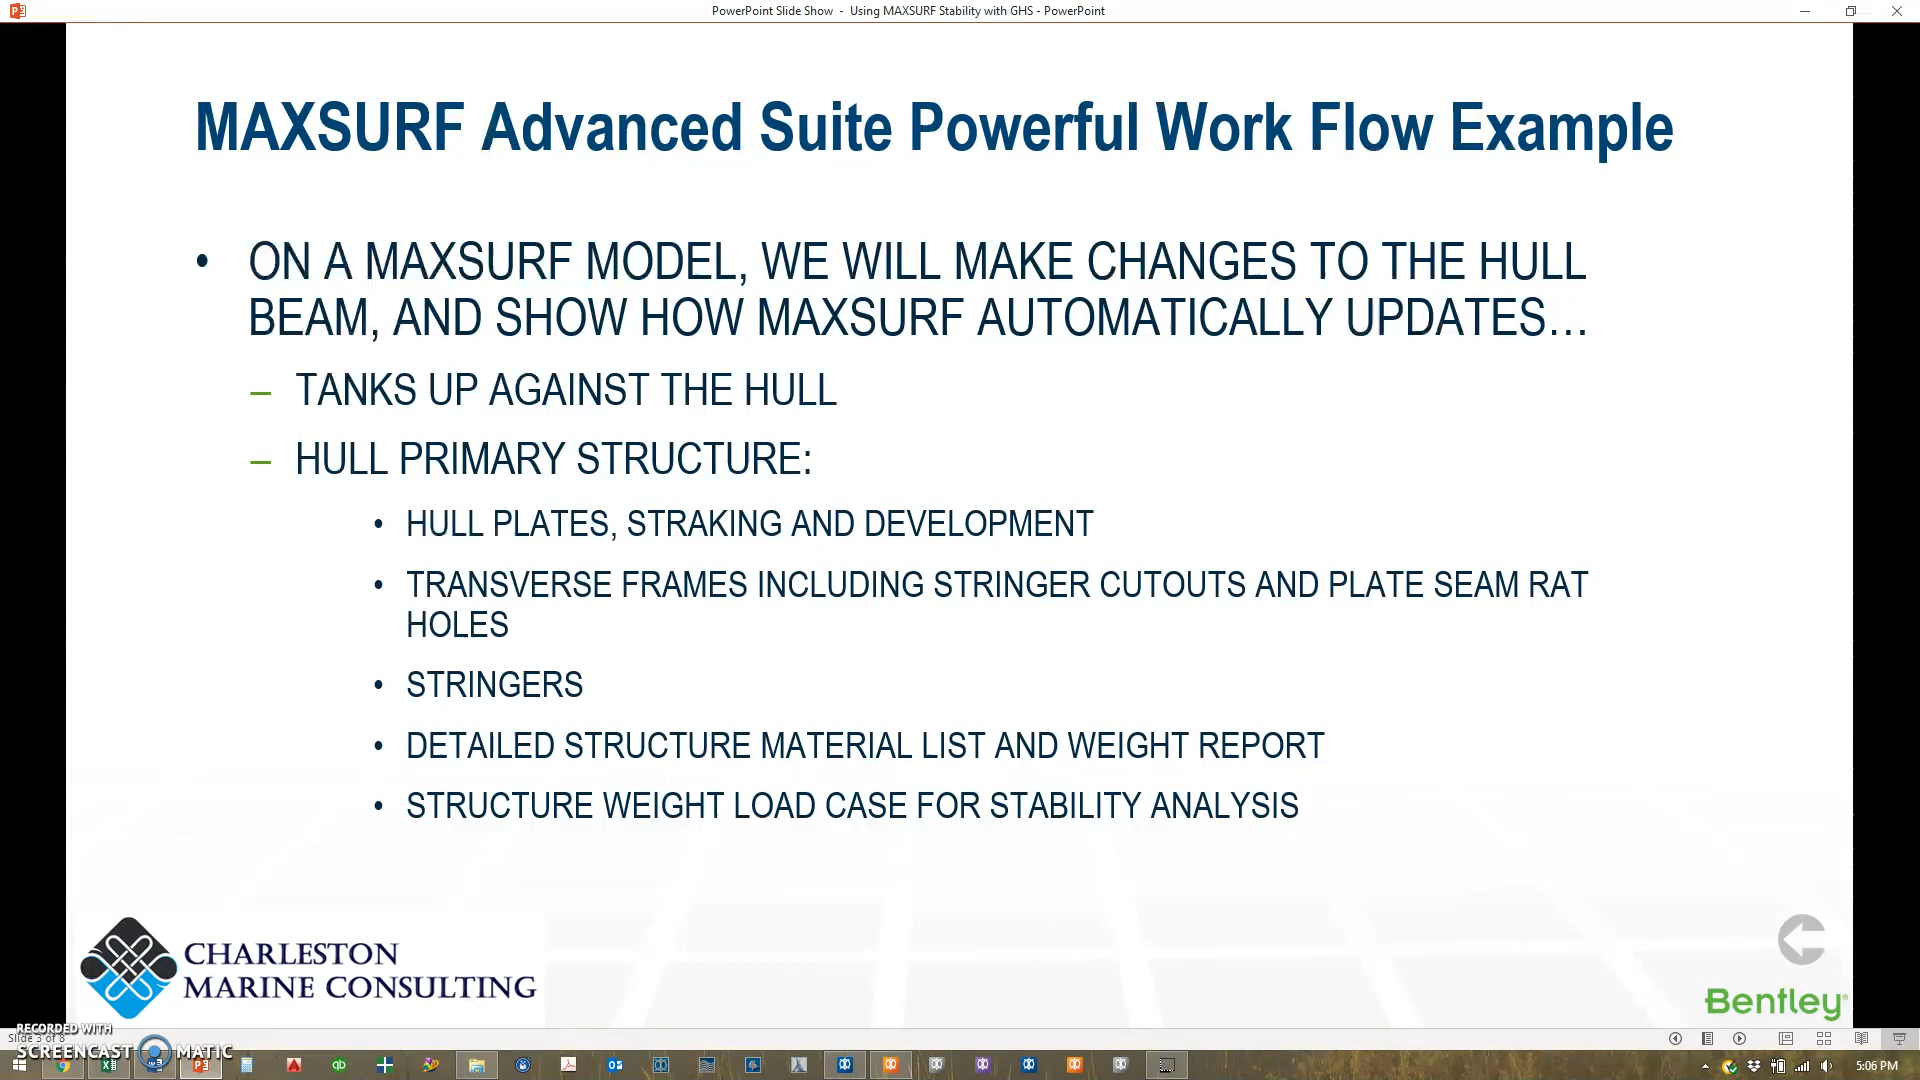 PowerPoint Slide Show - Using MAXSURF Stability with GHS - PowerPoint
MAXSURF Advanced Suite Powerful Work Flow Example
• ON A MAXSURF MODEL, WE WILL MAKE CHANGES TO THE HULL
BEAM, AND SHOW HOW MAXSURF AUTOMATICALLY UPDATES…
– TANKS UP AGAINST THE HULL
– HULL PRIMARY STRUCTURE:
• HULL PLATES, STRAKING AND DEVELOPMENT
• TRANSVERSE FRAMES INCLUDING STRINGER CUTOUTS AND PLATE SEAM RAT
HOLES
• STRINGERS
• DETAILED STRUCTURE MATERIAL LIST AND WEIGHT REPORT
• STRUCTURE WEIGHT LOAD CASE FOR STABILITY ANALYSIS
CHARLESTON
MARINE CONSULTING
Bentley®
RECORDED WITH
Slide 3 of 8
SCREENCAST MATIC
5:06 PM